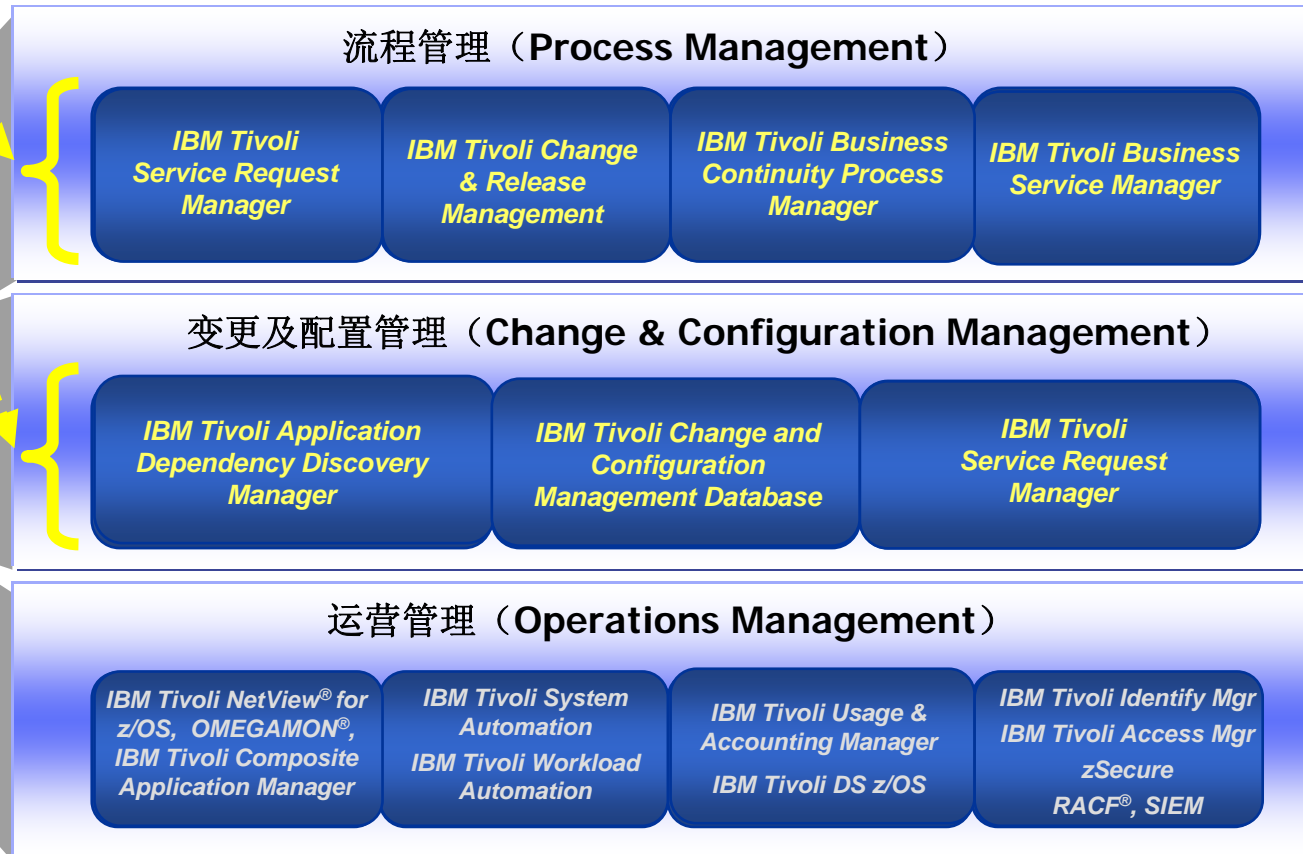 流程管理（Process Management）
IBM Tivoli
Service Request
Manager
IBM Tivoli Change
& Release
Management
IBM Tivoli Business
Continuity Process
Manager
IBM Tivoli Business
Service Manager
变更及配置管理（Change & Configuration Management）
IBM Tivoli Application
Dependency Discovery
Manager
IBM Tivoli Change and
Configuration
Management Database
IBM Tivoli
Service Request
Manager
运营管理（Operations Management）
IBM Tivoli NetView® for
z/OS, OMEGAMON®,
IBM Tivoli Composite
Application Manager
IBM Tivoli System
Automation
IBM Tivoli Workload
Automation
IBM Tivoli Usage &
Accounting Manager
IBM Tivoli DS z/OS
IBM Tivoli Identify Mgr
IBM Tivoli Access Mgr
zSecure
RACF®, SIEM